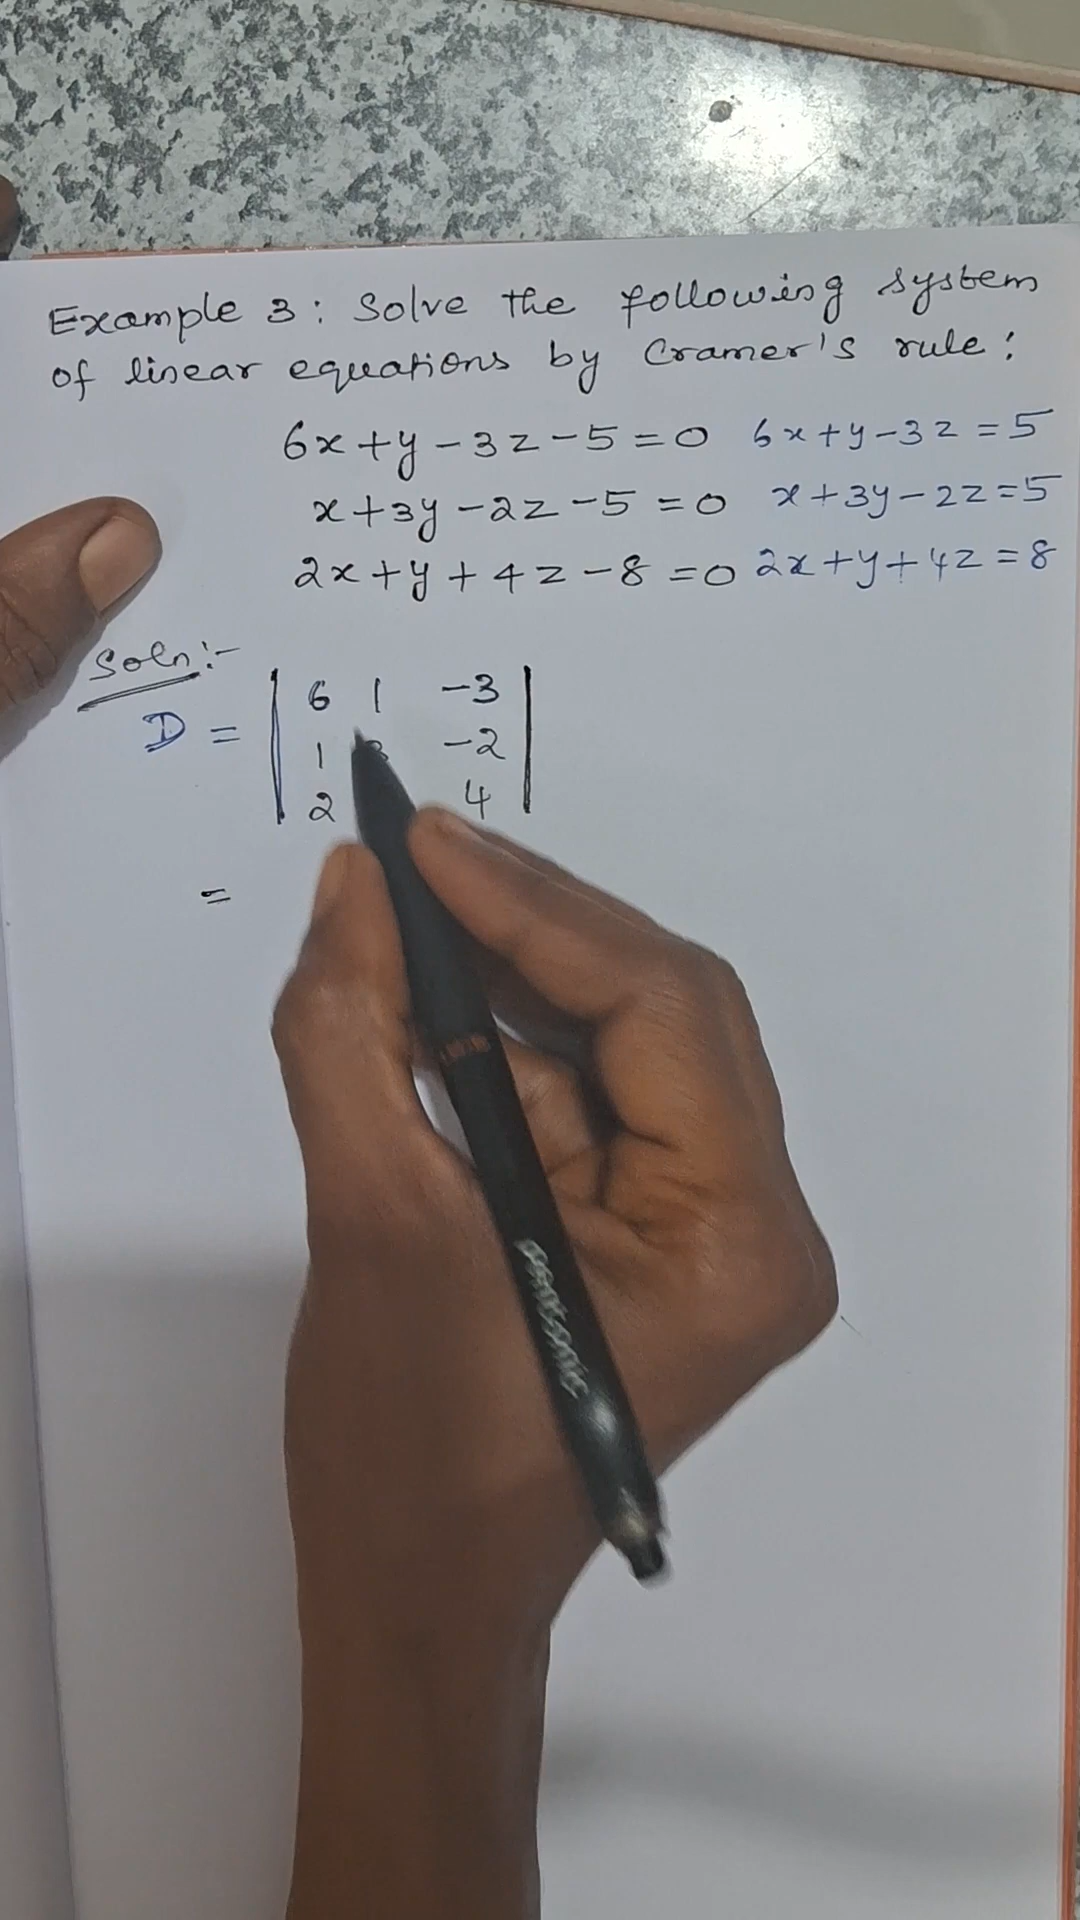 Example 3: Solve the following system
of linear equations by Cramer's rule:
6x+y-3z-5=0 6x+y-3z=5
x+3y-2z-5=0 x+3y-2z=5
2x+y+4z-8=0 2x+y+4z=8
Soln:-
D = | 6 1 -3 |
1 3 -2
2 4
=